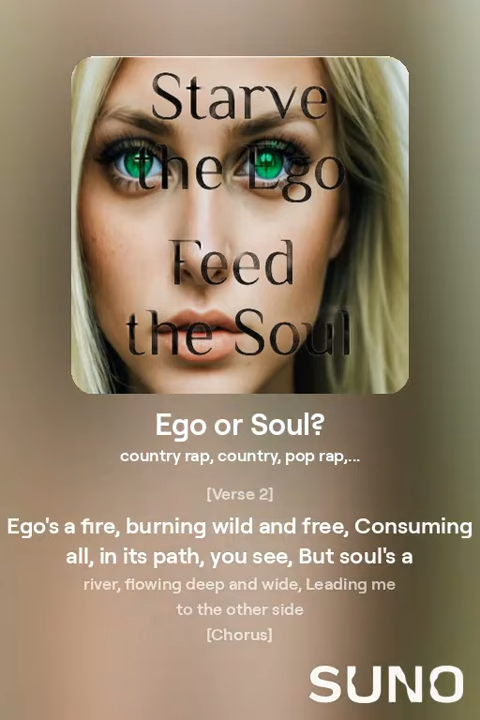 Starve
the Ego
Feed
the Soul
Ego or Soul?
country rap, country, pop rap,...
[Verse 2]
Ego's a fire, burning wild and free, Consuming
all, in its path, you see, But soul's a
river, flowing deep and wide, Leading me
to the other side
[Chorus]
SUNO